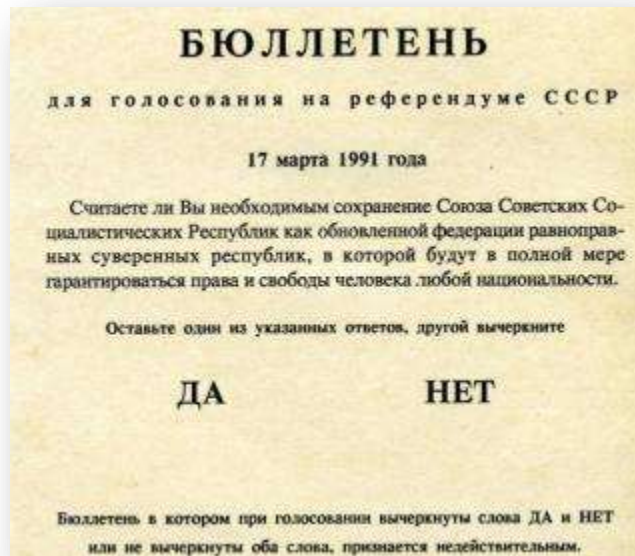 БЮЛЛЕТЕНЬ
для голосования на референдуме СССР
17 марта 1991 года
Считаете ли Вы необходимым сохранение Союза Советских Со-
циалистических Республик как обновленной федерации равноправ-
ных суверенных республик, в которой будут в полной мере
гарантироваться права и свободы человека любой национальности.
Оставьте один из указанных ответов, другой вычеркните
ДА НЕТ
Бюллетень в котором при голосовании вычеркнуты слова ДА и НЕТ
или не вычеркнуты оба слова, признается недействительным.